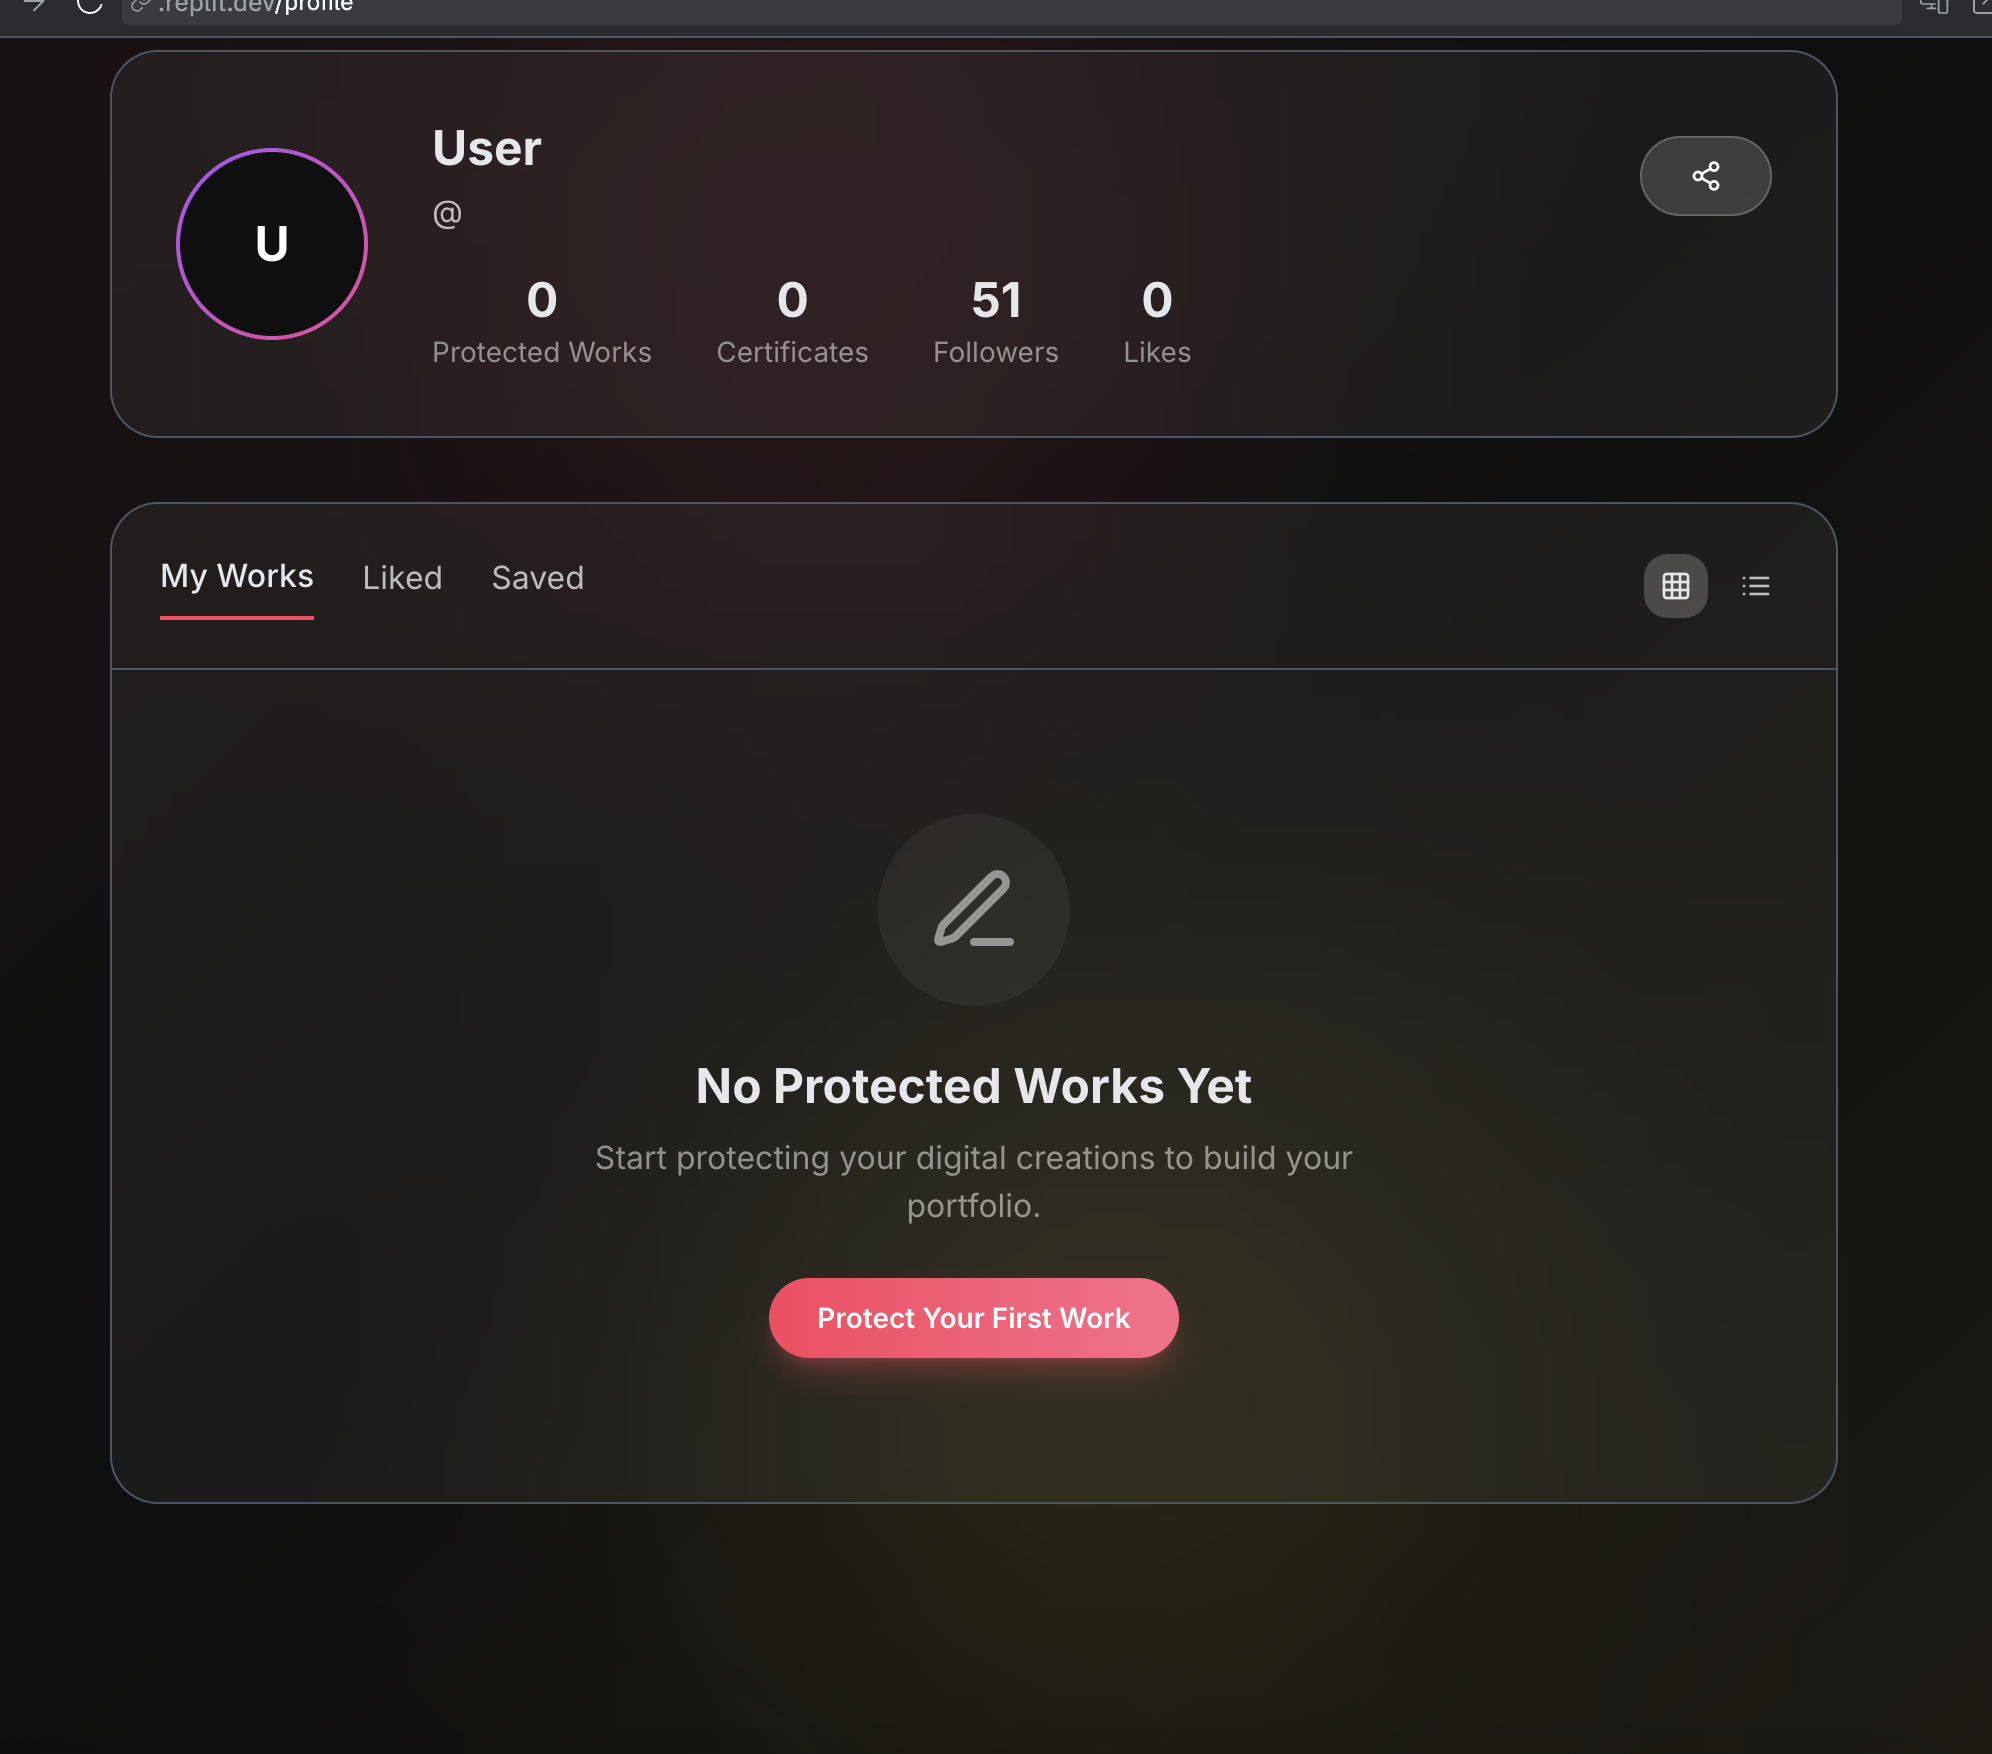 .replit.dev/profile
User
@
U
0 0 51 0
Protected Works Certificates Followers Likes
My Works Liked Saved
No Protected Works Yet
Start protecting your digital creations to build your
portfolio.
Protect Your First Work